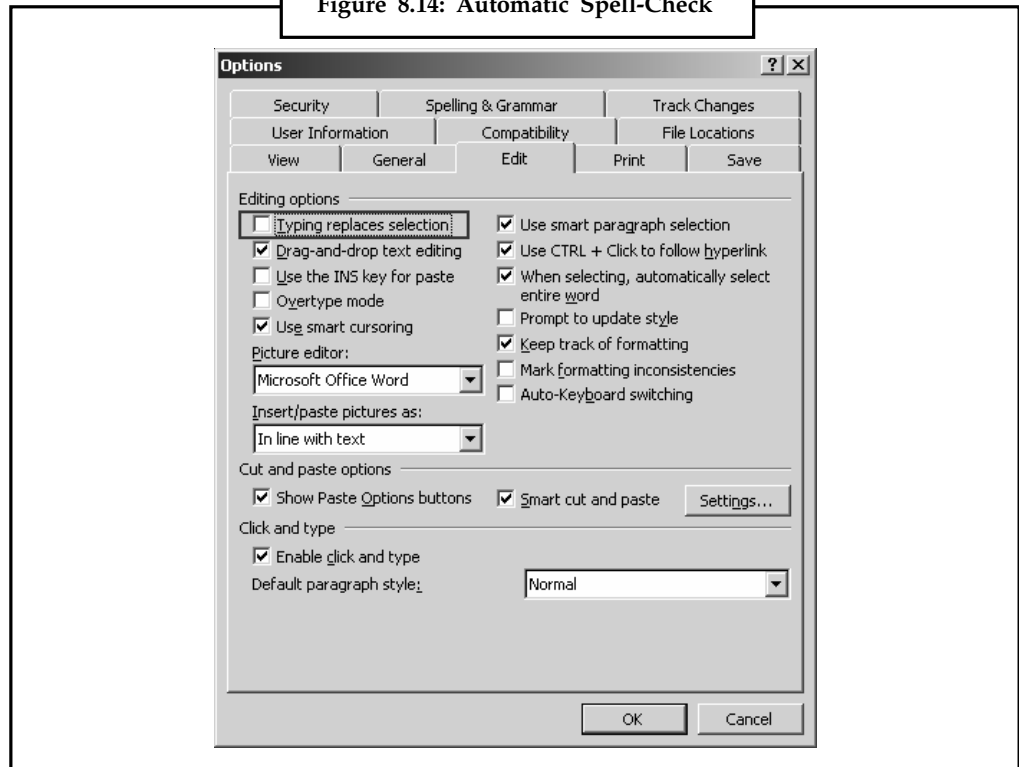 Figure 8.14: Automatic Spell-Check
Options
Security Spelling & Grammar Track Changes
User Information Compatibility File Locations
View General Edit Print Save
Editing options
Typing replaces selection
Drag-and-drop text editing
Use the INS key for paste
Overtype mode
Use smart cursoring
Picture editor:
Microsoft Office Word
Insert/paste pictures as:
In line with text
Use smart paragraph selection
Use CTRL + Click to follow hyperlink
When selecting, automatically select
entire word
Prompt to update style
Keep track of formatting
Mark formatting inconsistencies
Auto-Keyboard switching
Cut and paste options
Show Paste Options buttons Smart cut and paste Settings...
Click and type
Enable click and type
Default paragraph style: Normal
OK Cancel